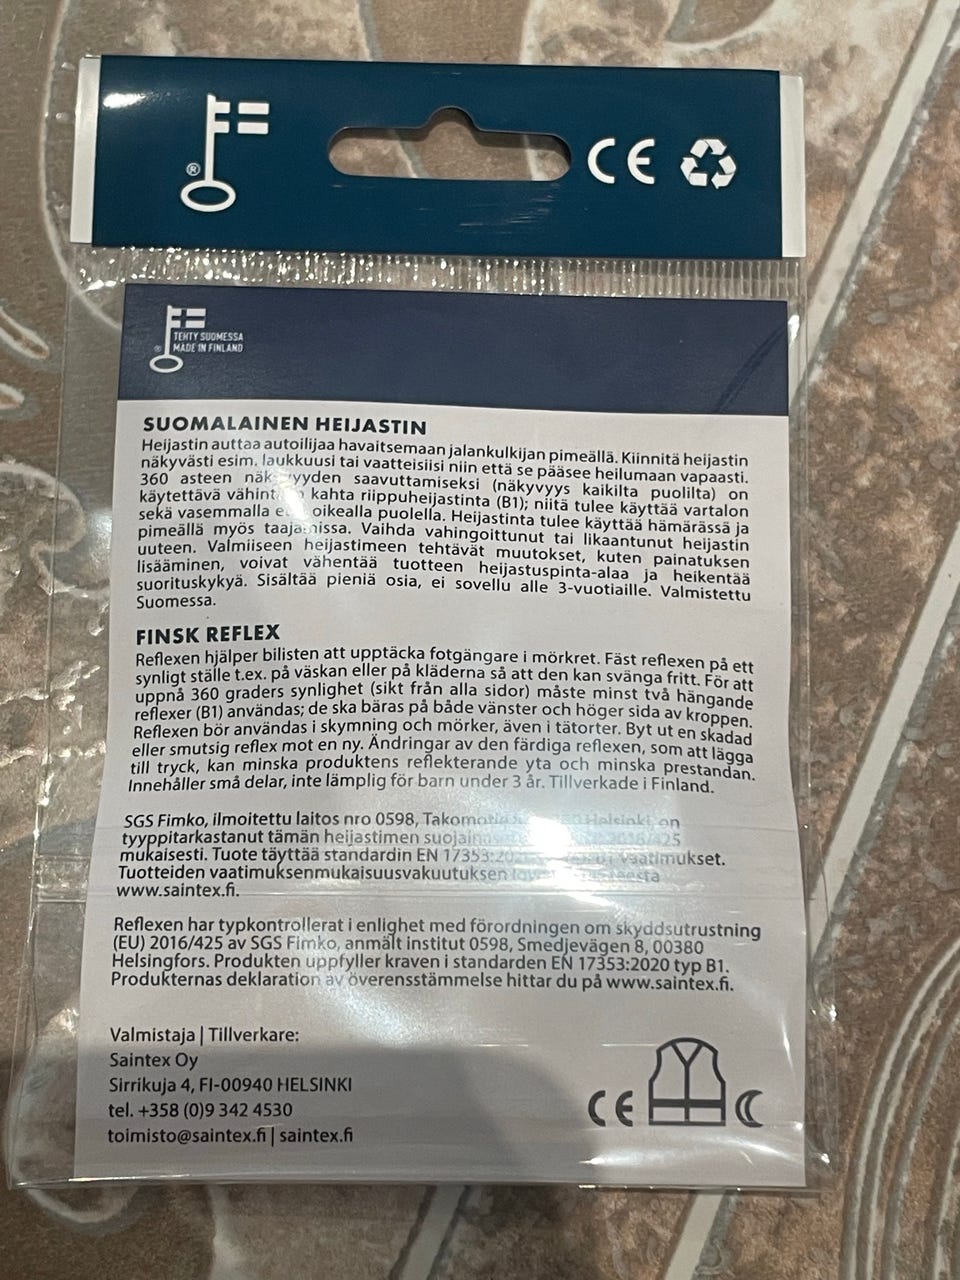 ®
CE
TEHTY SUOMESSA
® MADE IN FINLAND
SUOMALAINEN HEIJASTIN
Heijastin auttaa autoilijaa havaitsemaan jalankulkijan pimeällä. Kiinnitä heijastin
näkyvästi esim. laukkuusi tai vaatteisiisi niin että se pääsee heilumaan vapaasti.
360 asteen saavuttamiseksi (näkyvyys kaikilta puolilta) on
käytettävä kahta riippuheijastinta (B1); niitä tulee käyttää vartalon
sekä vasemmalla oikealla puolella. Heijastinta tulee käyttää hämärässä ja
pimeällä myös taajamissa. Vaihda vahingoittunut tai likaantunut heijastin
uuteen. Valmiiseen heijastimeen tehtävät muutokset, kuten painatuksen
lisääminen, voivat vähentää tuotteen heijastuspinta-alaa ja heikentää
suorituskykyä. Sisältää pieniä osia, ei sovellu alle 3-vuotiaille. Valmistettu
Suomessa.
FINSK REFLEX
Reflexen hjälper bilisten att upptäcka fotgängare i mörkret. Fäst reflexen på ett
synligt ställe t.ex. på väskan eller på kläderna så att den kan svänga fritt. För att
uppnå 360 graders synlighet (sikt från alla sidor) måste minst två hängande
reflexer (B1) användas; de ska bäras på både vänster och höger sida av kroppen.
Reflexen bör användas i skymning och mörker, även i tätorter. Byt ut en skadad
eller smutsig reflex mot en ny. Ändringar av den färdiga reflexen, som att lägga
till tryck, kan minska produktens reflekterande yta och minska prestandan.
Innehåller små delar, inte lämplig för barn under 3 år. Tillverkade i Finland.
SGS Fimko, ilmoitettu laitos nro 0598, Helsinki, on
tyyppitarkastanut tämän heijastimen 2016/425
mukaisesti. Tuote täyttää standardin EN vaatimukset.
Tuotteiden vaatimuksenmukaisuusvakuutuksen
www.saintex.fi.
Reflexen har typkontrollerat i enlighet med förordningen om skyddsutrustning
(EU) 2016/425 av SGS Fimko, anmält institut 0598, Smedjevägen 8, 00380
Helsingfors. Produkten uppfyller kraven i standarden EN 17353:2020 typ B1.
Produkternas deklaration av överensstämmelse hittar du på www.saintex.fi.
Valmistaja | Tillverkare:
Saintex Oy
Sirrikuja 4, FI-00940 HELSINKI
tel. +358 (0)9 342 4530
toimisto@saintex.fi | saintex.fi
CE